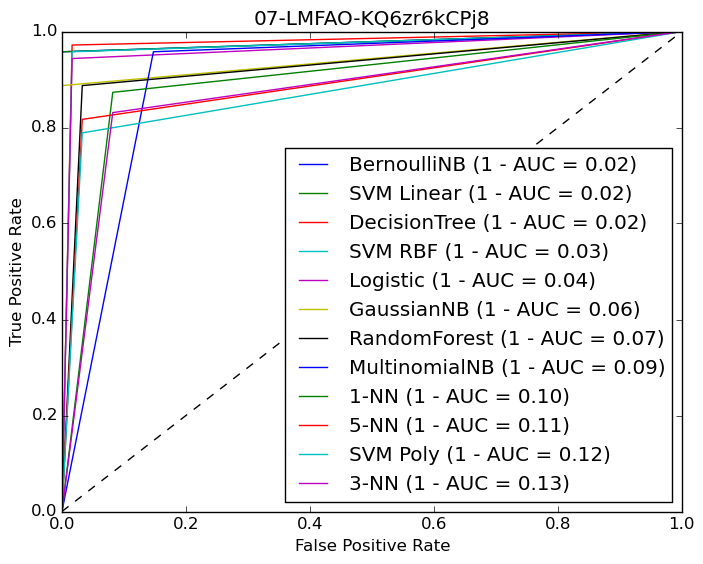 07-LMFAO-KQ6zr6kCPj8
1.0
0.8
0.6
0.4
0.2
0.0
True Positive Rate
BernoulliNB (1 - AUC = 0.02)
SVM Linear (1 - AUC = 0.02)
DecisionTree (1 - AUC = 0.02)
SVM RBF (1 - AUC = 0.03)
Logistic (1 - AUC = 0.04)
GaussianNB (1 - AUC = 0.06)
RandomForest (1 - AUC = 0.07)
MultinomialNB (1 - AUC = 0.09)
1-NN (1 - AUC = 0.10)
5-NN (1 - AUC = 0.11)
SVM Poly (1 - AUC = 0.12)
3-NN (1 - AUC = 0.13)
0.0 0.2 0.4 0.6 0.8 1.0
False Positive Rate